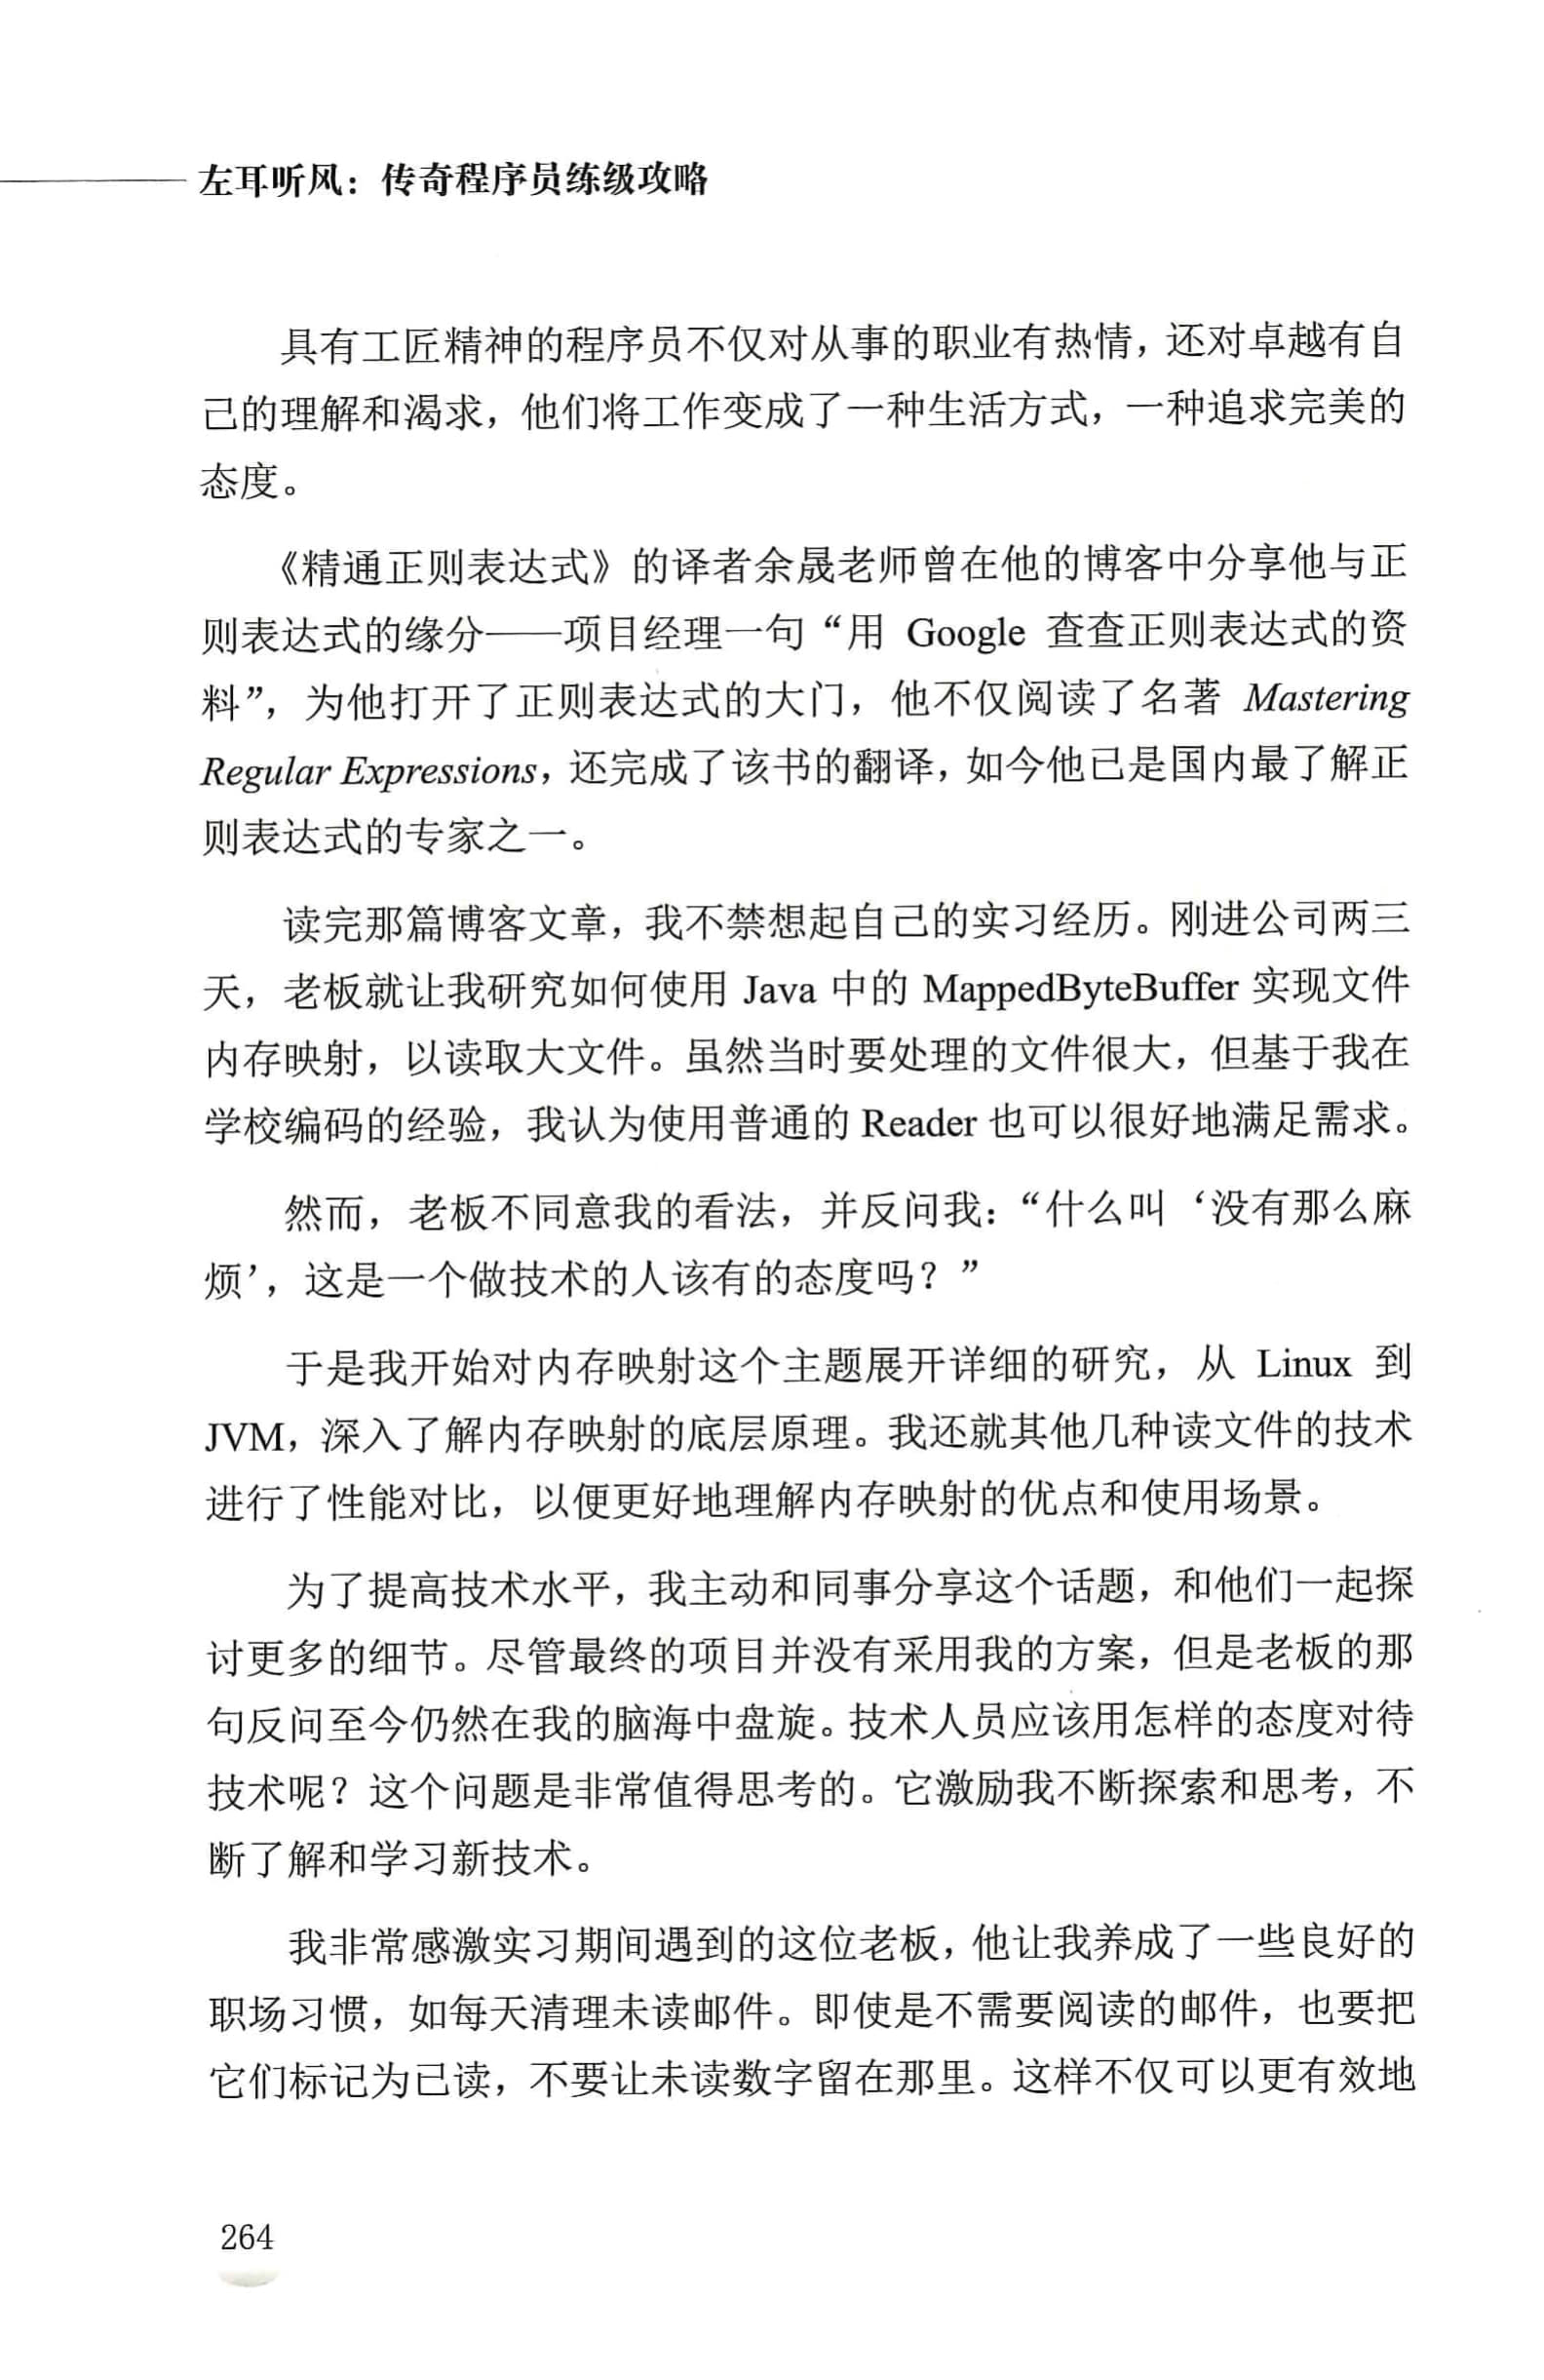 左耳听风：传奇程序员练级攻略
具有工匠精神的程序员不仅对从事的职业有热情，还对卓越有自
己的理解和渴求，他们将工作变成了一种生活方式，一种追求完美的
态度。
《精通正则表达式》的译者余晟老师曾在他的博客中分享他与正
则表达式的缘分——项目经理一句“用 Google 查查正则表达式的资
料”，为他打开了正则表达式的大门，他不仅阅读了名著 Mastering
Regular Expressions，还完成了该书的翻译，如今他已是国内最了解正
则表达式的专家之一。
读完那篇博客文章，我不禁想起自己的实习经历。刚进公司两三
天，老板就让我研究如何使用 Java 中的 MappedByteBuffer 实现文件
内存映射，以读取大文件。虽然当时要处理的文件很大，但基于我在
学校编码的经验，我认为使用普通的 Reader 也可以很好地满足需求。
然而，老板不同意我的看法，并反问我：“什么叫‘没有那么麻
烦’，这是一个做技术的人该有的态度吗？”
于是我开始对内存映射这个主题展开详细的研究，从 Linux 到
JVM，深入了解内存映射的底层原理。我还就其他几种读文件的技术
进行了性能对比，以便更好地理解内存映射的优点和使用场景。
为了提高技术水平，我主动和同事分享这个话题，和他们一起探
讨更多的细节。尽管最终的项目并没有采用我的方案，但是老板的那
句反问至今仍然在我的脑海中盘旋。技术人员应该用怎样的态度对待
技术呢？这个问题是非常值得思考的。它激励我不断探索和思考，不
断了解和学习新技术。
我非常感激实习期间遇到的这位老板，他让我养成了一些良好的
职场习惯，如每天清理未读邮件。即使是不需要阅读的邮件，也要把
它们标记为已读，不要让未读数字留在那里。这样不仅可以更有效地
264